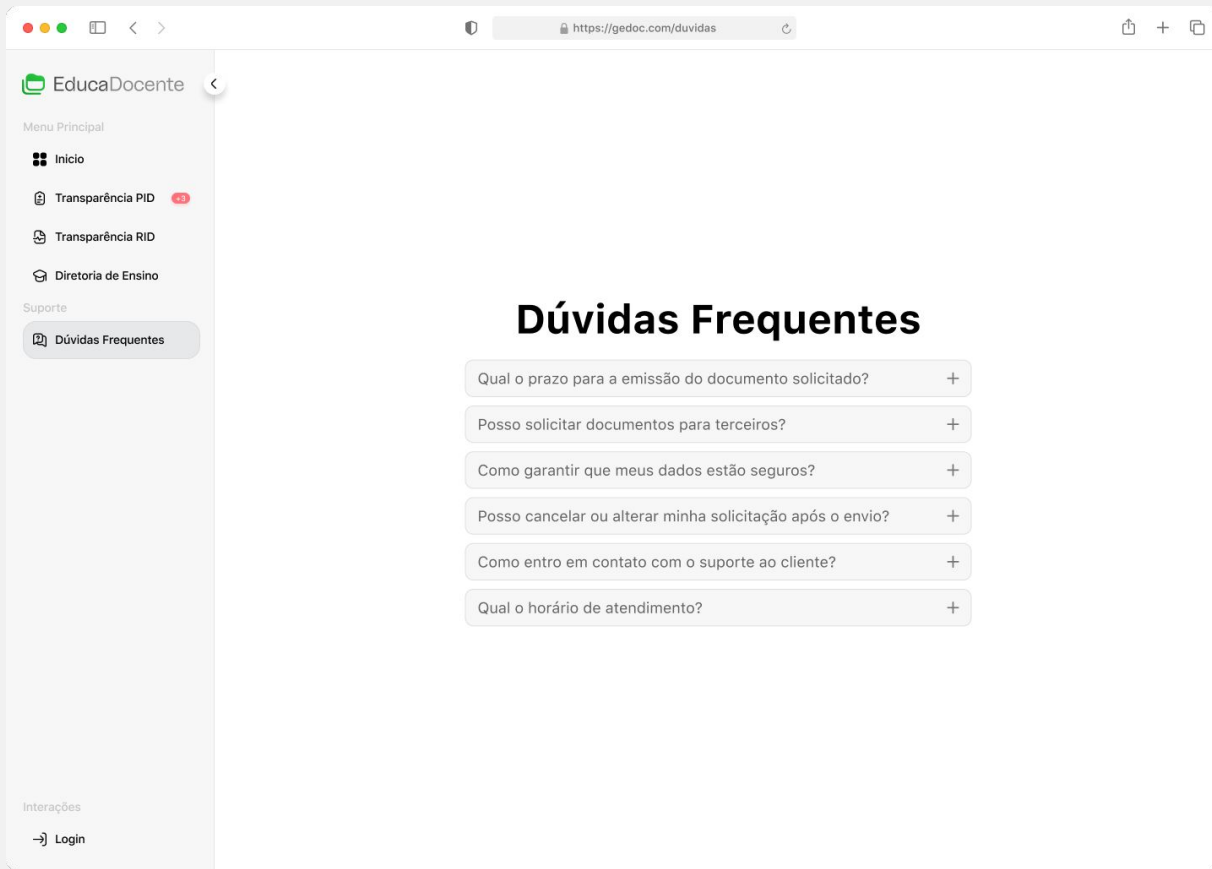 https://gedoc.com/duvidas
EducaDocente
Menu Principal
Inicio
Transparência PID +3
Transparência RID
Diretoria de Ensino
Suporte
Dúvidas Frequentes
Dúvidas Frequentes
Qual o prazo para a emissão do documento solicitado?
Posso solicitar documentos para terceiros?
Como garantir que meus dados estão seguros?
Posso cancelar ou alterar minha solicitação após o envio?
Como entro em contato com o suporte ao cliente?
Qual o horário de atendimento?
Interações
Login